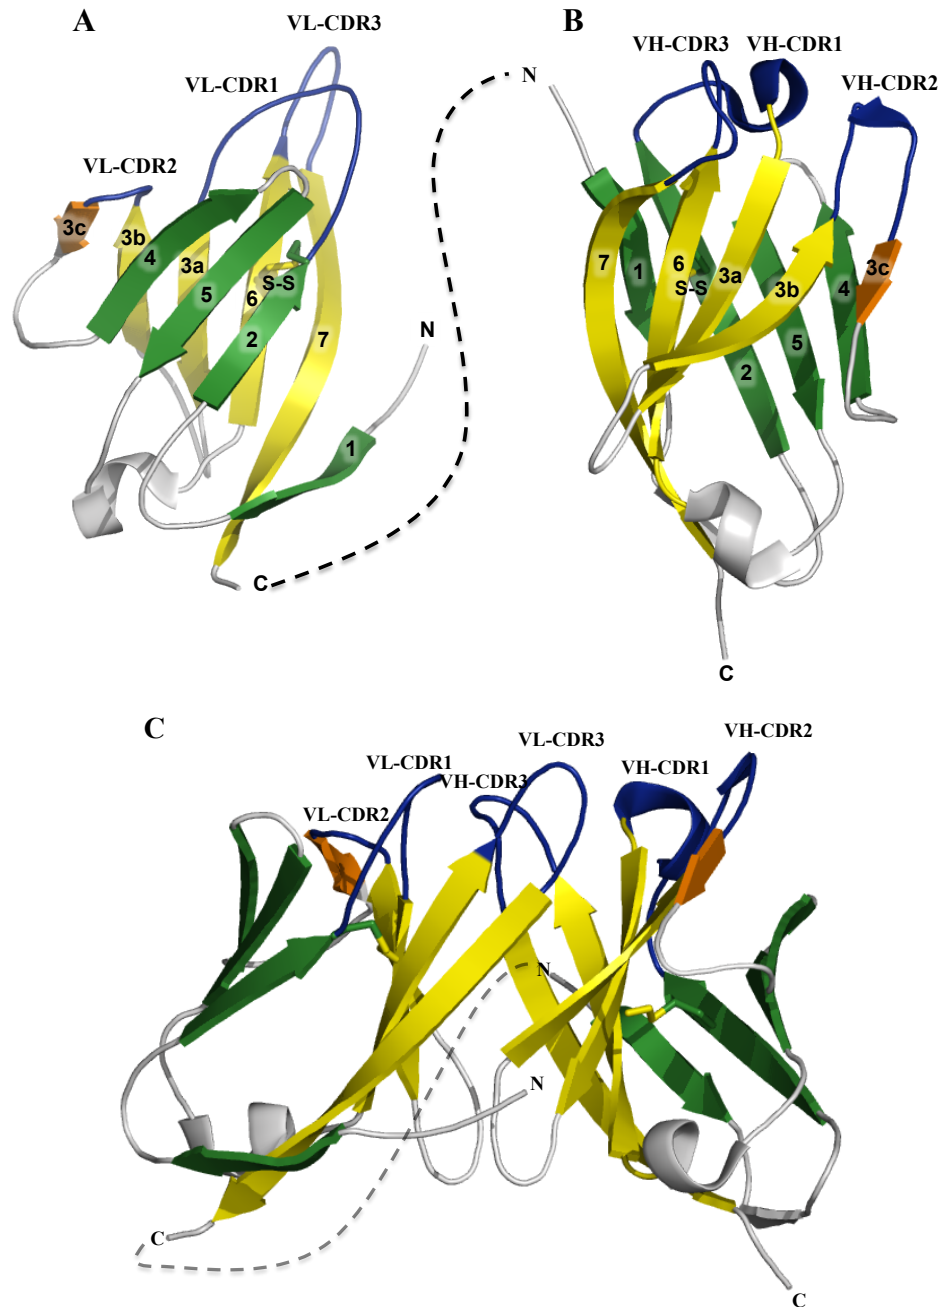 A
VL-CDR3
B
VH-CDR3
VH-CDR1
VL-CDR1
N
VH-CDR2
VL-CDR2
3c
3b
4
3a
5
6
S-S
2
7
N
1
C
7
1
6
S-S
3a
3b
4
3c
5
2
C
C
VL-CDR3
VH-CDR2
VL-CDR1
VH-CDR3
VH-CDR1
VL-CDR2
N
N
C
C